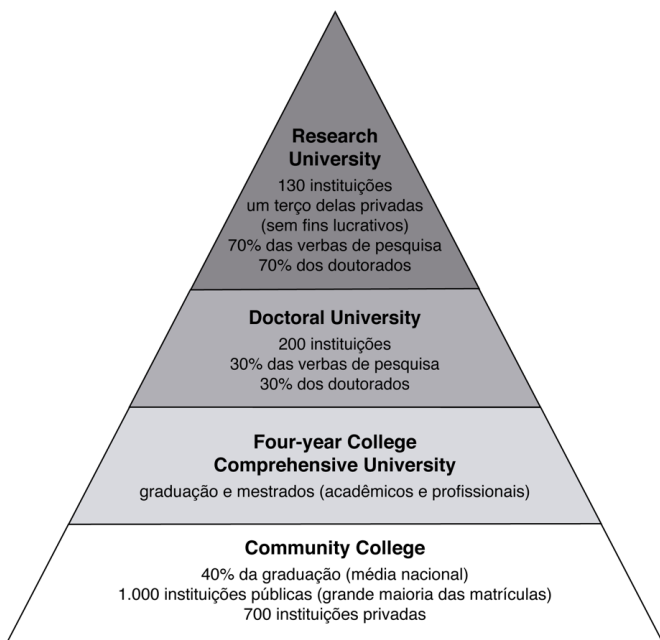 Research
University
130 instituições
um terço delas privadas
(sem fins lucrativos)
70% das verbas de pesquisa
70% dos doutorados
Doctoral University
200 instituições
30% das verbas de pesquisa
30% dos doutorados
Four-year College
Comprehensive University
graduação e mestrados (acadêmicos e profissionais)
Community College
40% da graduação (média nacional)
1.000 instituições públicas (grande maioria das matrículas)
700 instituições privadas